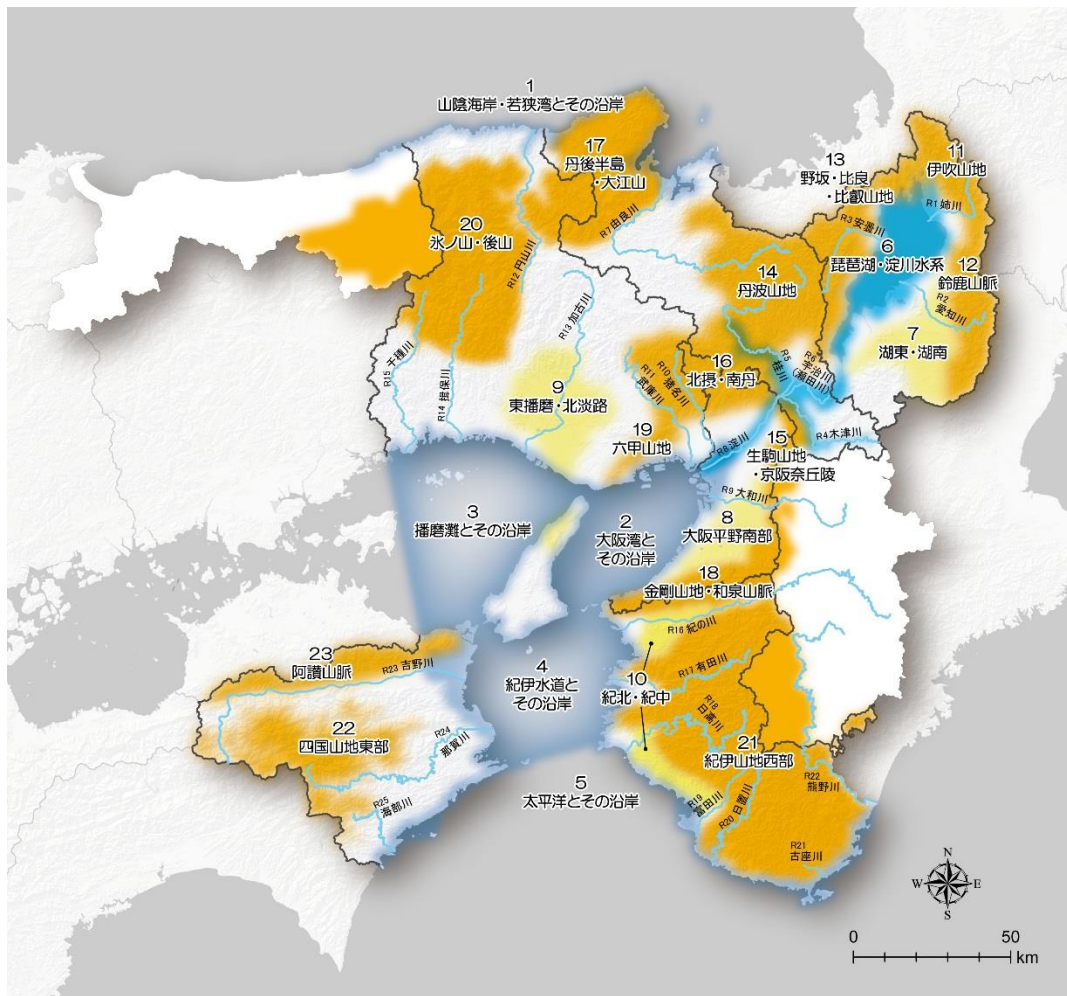 1
山陰海岸・若狭湾とその沿岸
17
丹後半島
・大江山
13
野坂・比良
・比叡山地
11
伊吹山地
R1 姉川
R3 安曇川
6
琵琶湖・淀川水系
12
鈴鹿山脈
R2
愛知川
7
湖東・湖南
20
氷ノ山・後山
R7 由良川
R12 円山川
14
丹波山地
R13 加古川
R15 千種川
R14 揖保川
9
東播磨・北淡路
R11
武庫川
R10 猪名川
16
北摂・南丹
R5
桂川
R6
宇治川
(瀬田川)
19
六甲山地
R8 淀川
15
生駒山地
・京阪奈丘陵
R4 木津川
R9 大和川
3
播磨灘とその沿岸
2
大阪湾と
その沿岸
8
大阪平野南部
18
金剛山地・和泉山脈
R16 紀の川
23
阿讃山脈
R23 吉野川
4
紀伊水道と
その沿岸
10
紀北・紀中
R17 有田川
R18
日高川
22
四国山地東部
R24
那賀川
R25
海部川
5
太平洋とその沿岸
21
紀伊山地西部
R19
富田川
R20 日置川
R22
熊野川
R21
古座川
N
W
E
S
0
50
km